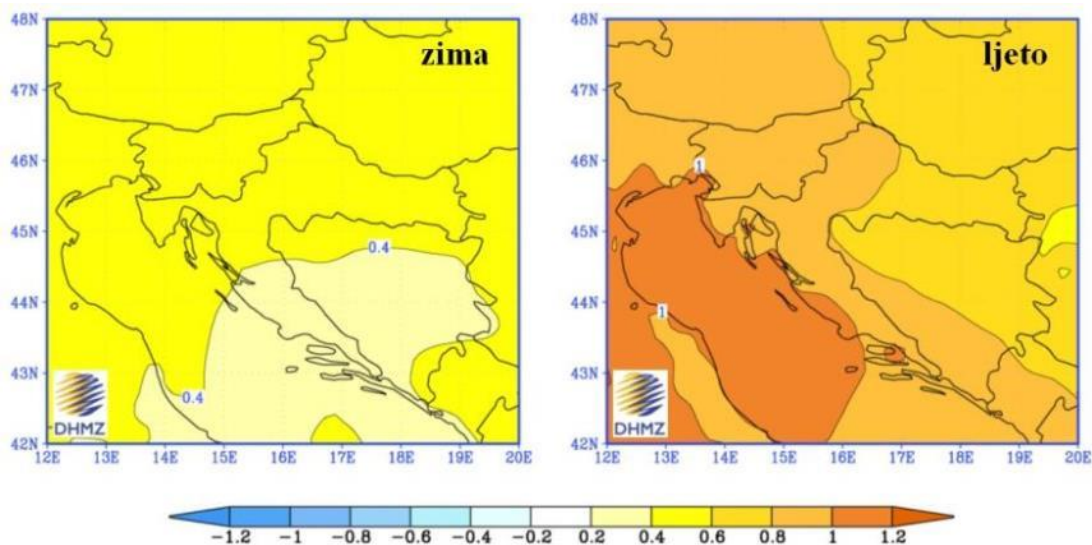 zima
48N
47N
46N
45N
44N
43N
42N
0.4
0.4
DHMZ
12E 13E 14E 15E 16E 17E 18E 19E 20E
ljeto
48N
47N
46N
45N
44N
43N
42N
1
1
DHMZ
12E 13E 14E 15E 16E 17E 18E 19E 20E
-1.2 -1 -0.8 -0.6 -0.4 -0.2 0.2 0.4 0.6 0.8 1 1.2